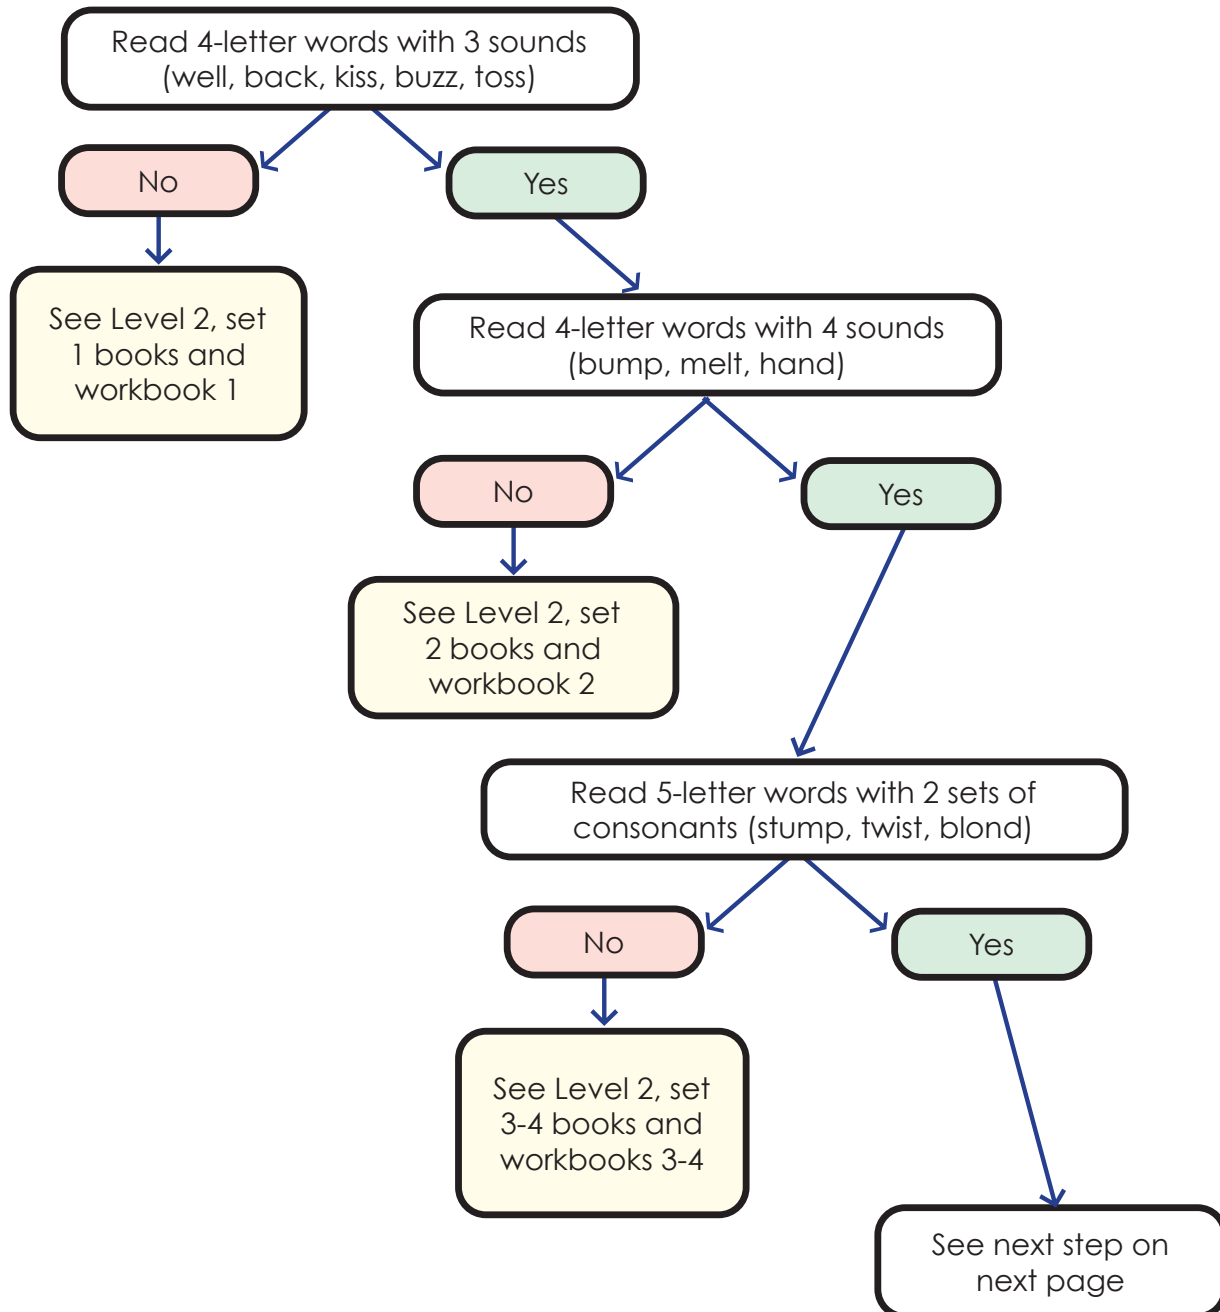 Read 4-letter words with 3 sounds
(well, back, kiss, buzz, toss)
No
Yes
See Level 2, set
1 books and
workbook 1
Read 4-letter words with 4 sounds
(bump, melt, hand)
No
Yes
See Level 2, set
2 books and
workbook 2
Read 5-letter words with 2 sets of
consonants (stump, twist, blond)
No
Yes
See Level 2, set
3-4 books and
workbooks 3-4
See next step on
next page